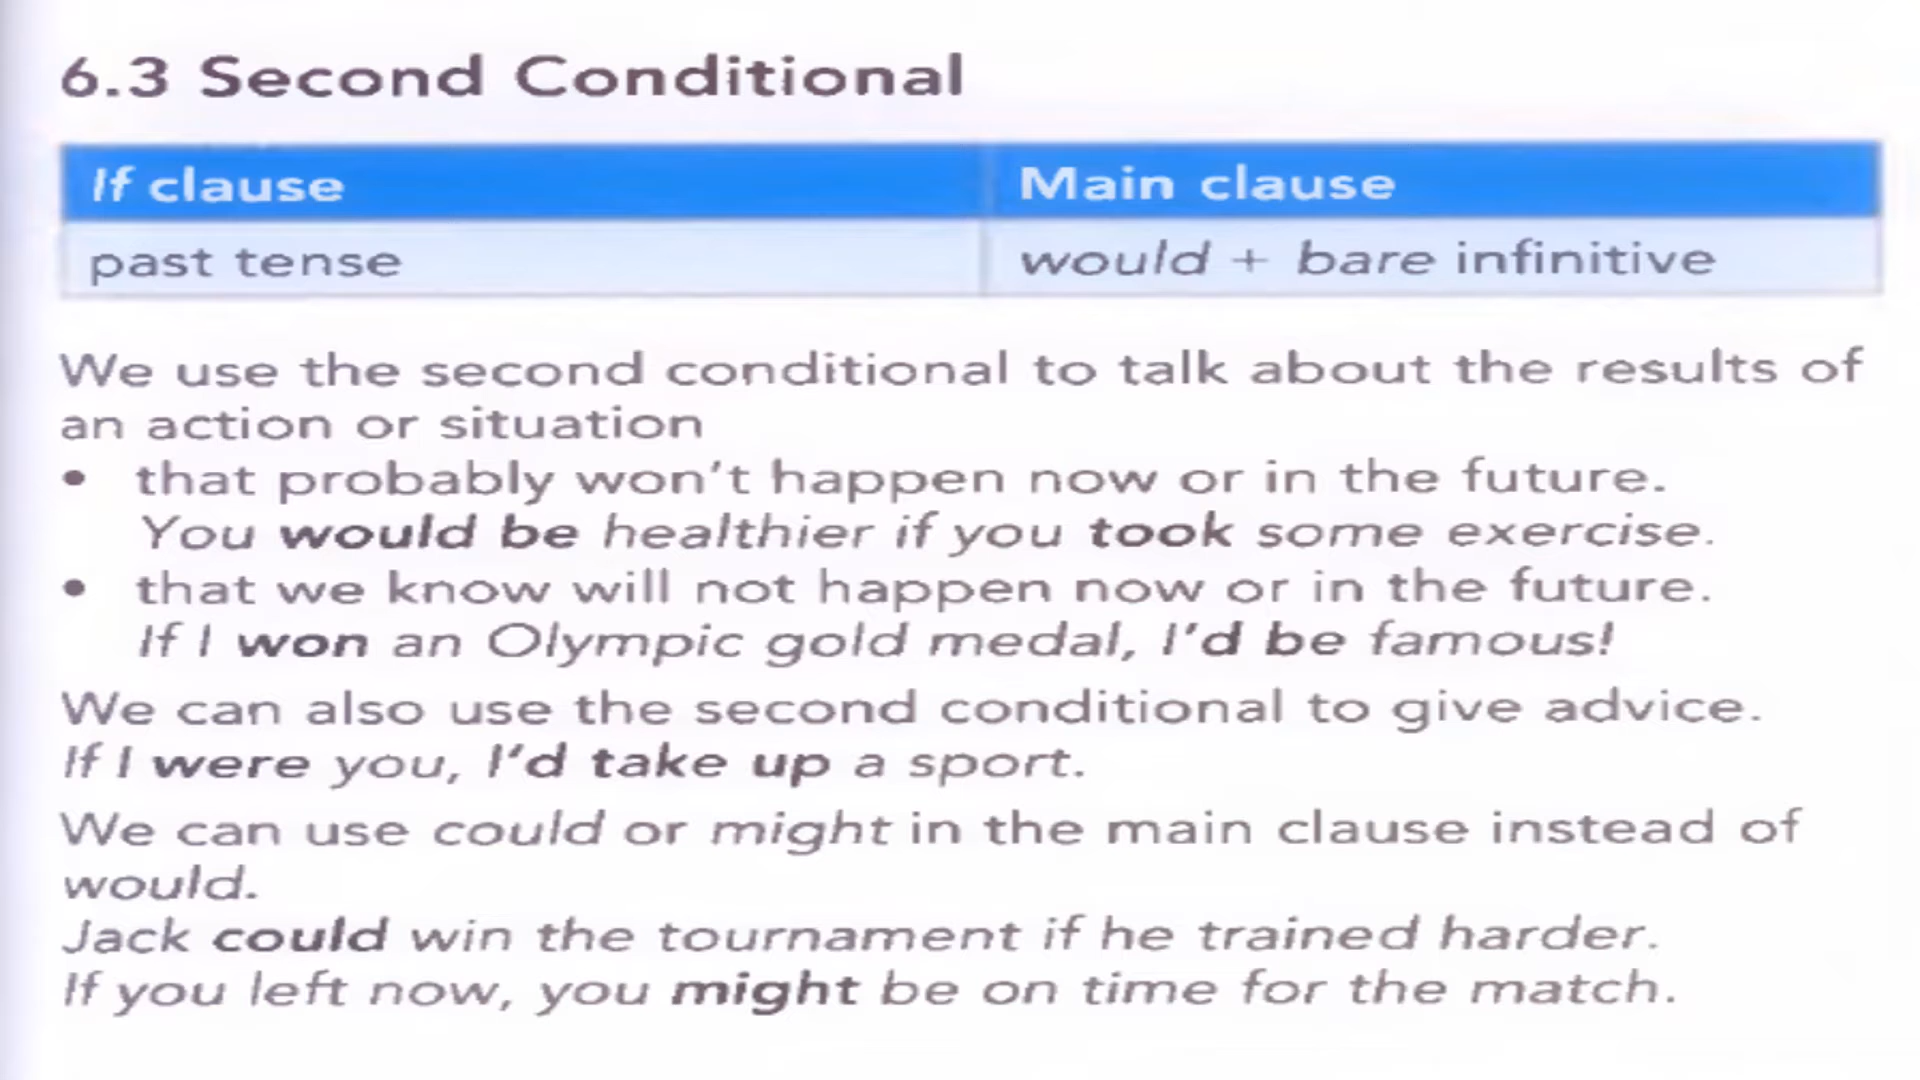 6.3 Second Conditional
If clause Main clause
past tense would + bare infinitive
We use the second conditional to talk about the results of
an action or situation
• that probably won't happen now or in the future.
You would be healthier if you took some exercise.
• that we know will not happen now or in the future.
If I won an Olympic gold medal, I'd be famous!
We can also use the second conditional to give advice.
If I were you, I'd take up a sport.
We can use could or might in the main clause instead of
would.
Jack could win the tournament if he trained harder.
If you left now, you might be on time for the match.